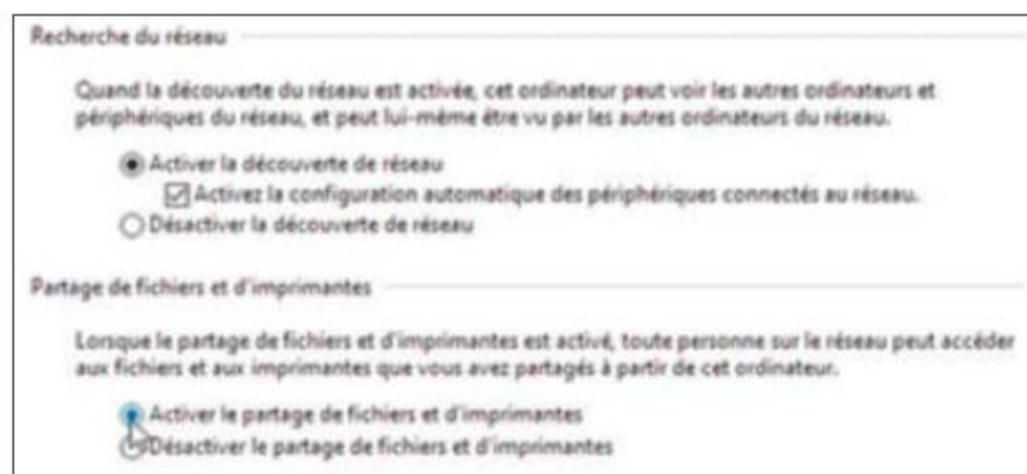 Recherche du réseau
Quand la découverte du réseau est activée, cet ordinateur peut voir les autres ordinateurs et
périphériques du réseau, et peut lui-même être vu par les autres ordinateurs du réseau.
Activer la découverte de réseau
Activez la configuration automatique des périphériques connectés au réseau.
Désactiver la découverte de réseau
Partage de fichiers et d'imprimantes
Lorsque le partage de fichiers et d'imprimantes est activé, toute personne sur le réseau peut accéder
aux fichiers et aux imprimantes que vous avez partagés à partir de cet ordinateur.
Activer le partage de fichiers et d'imprimantes
Désactiver le partage de fichiers et d'imprimantes